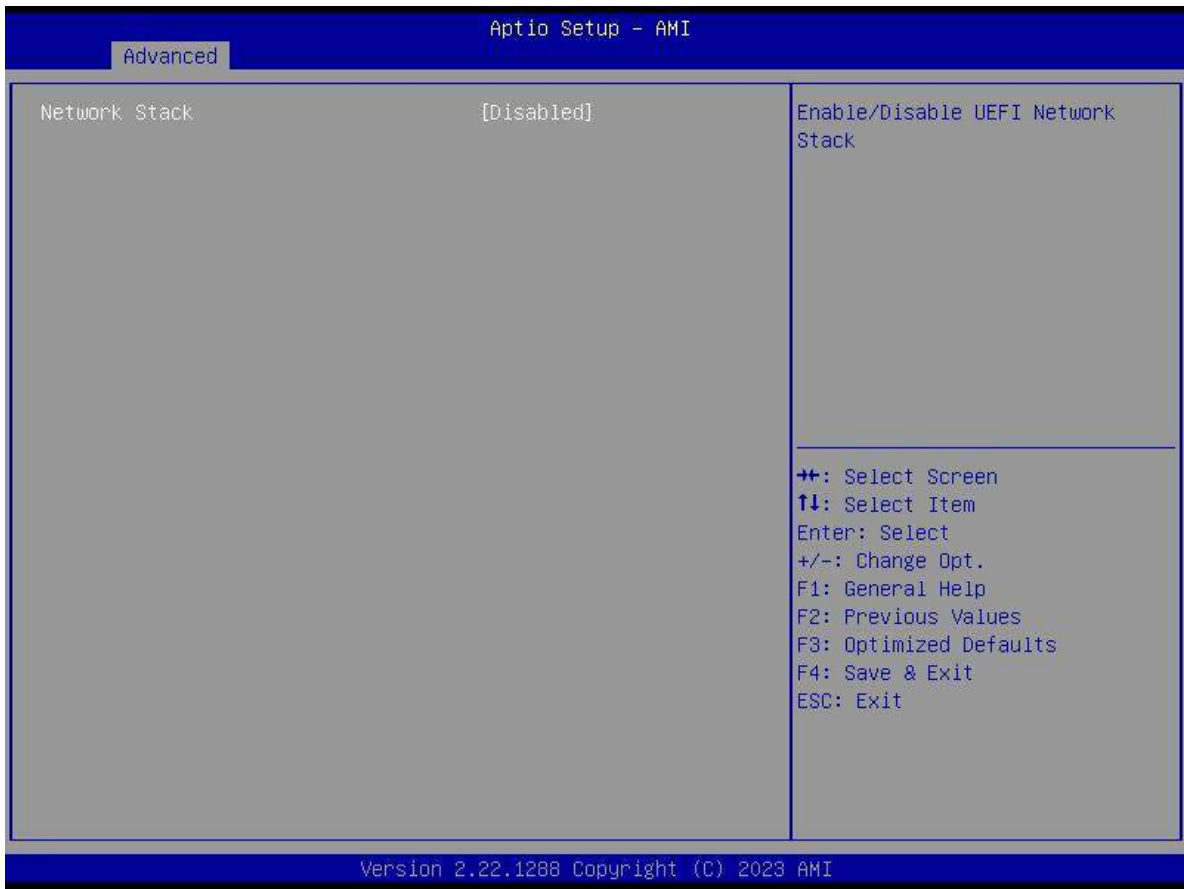 Aptio Setup – AMI
Advanced
Network Stack [Disabled]
Enable/Disable UEFI Network
Stack
→←: Select Screen
↑↓: Select Item
Enter: Select
+/-: Change Opt.
F1: General Help
F2: Previous Values
F3: Optimized Defaults
F4: Save & Exit
ESC: Exit
Version 2.22.1288 Copyright (C) 2023 AMI